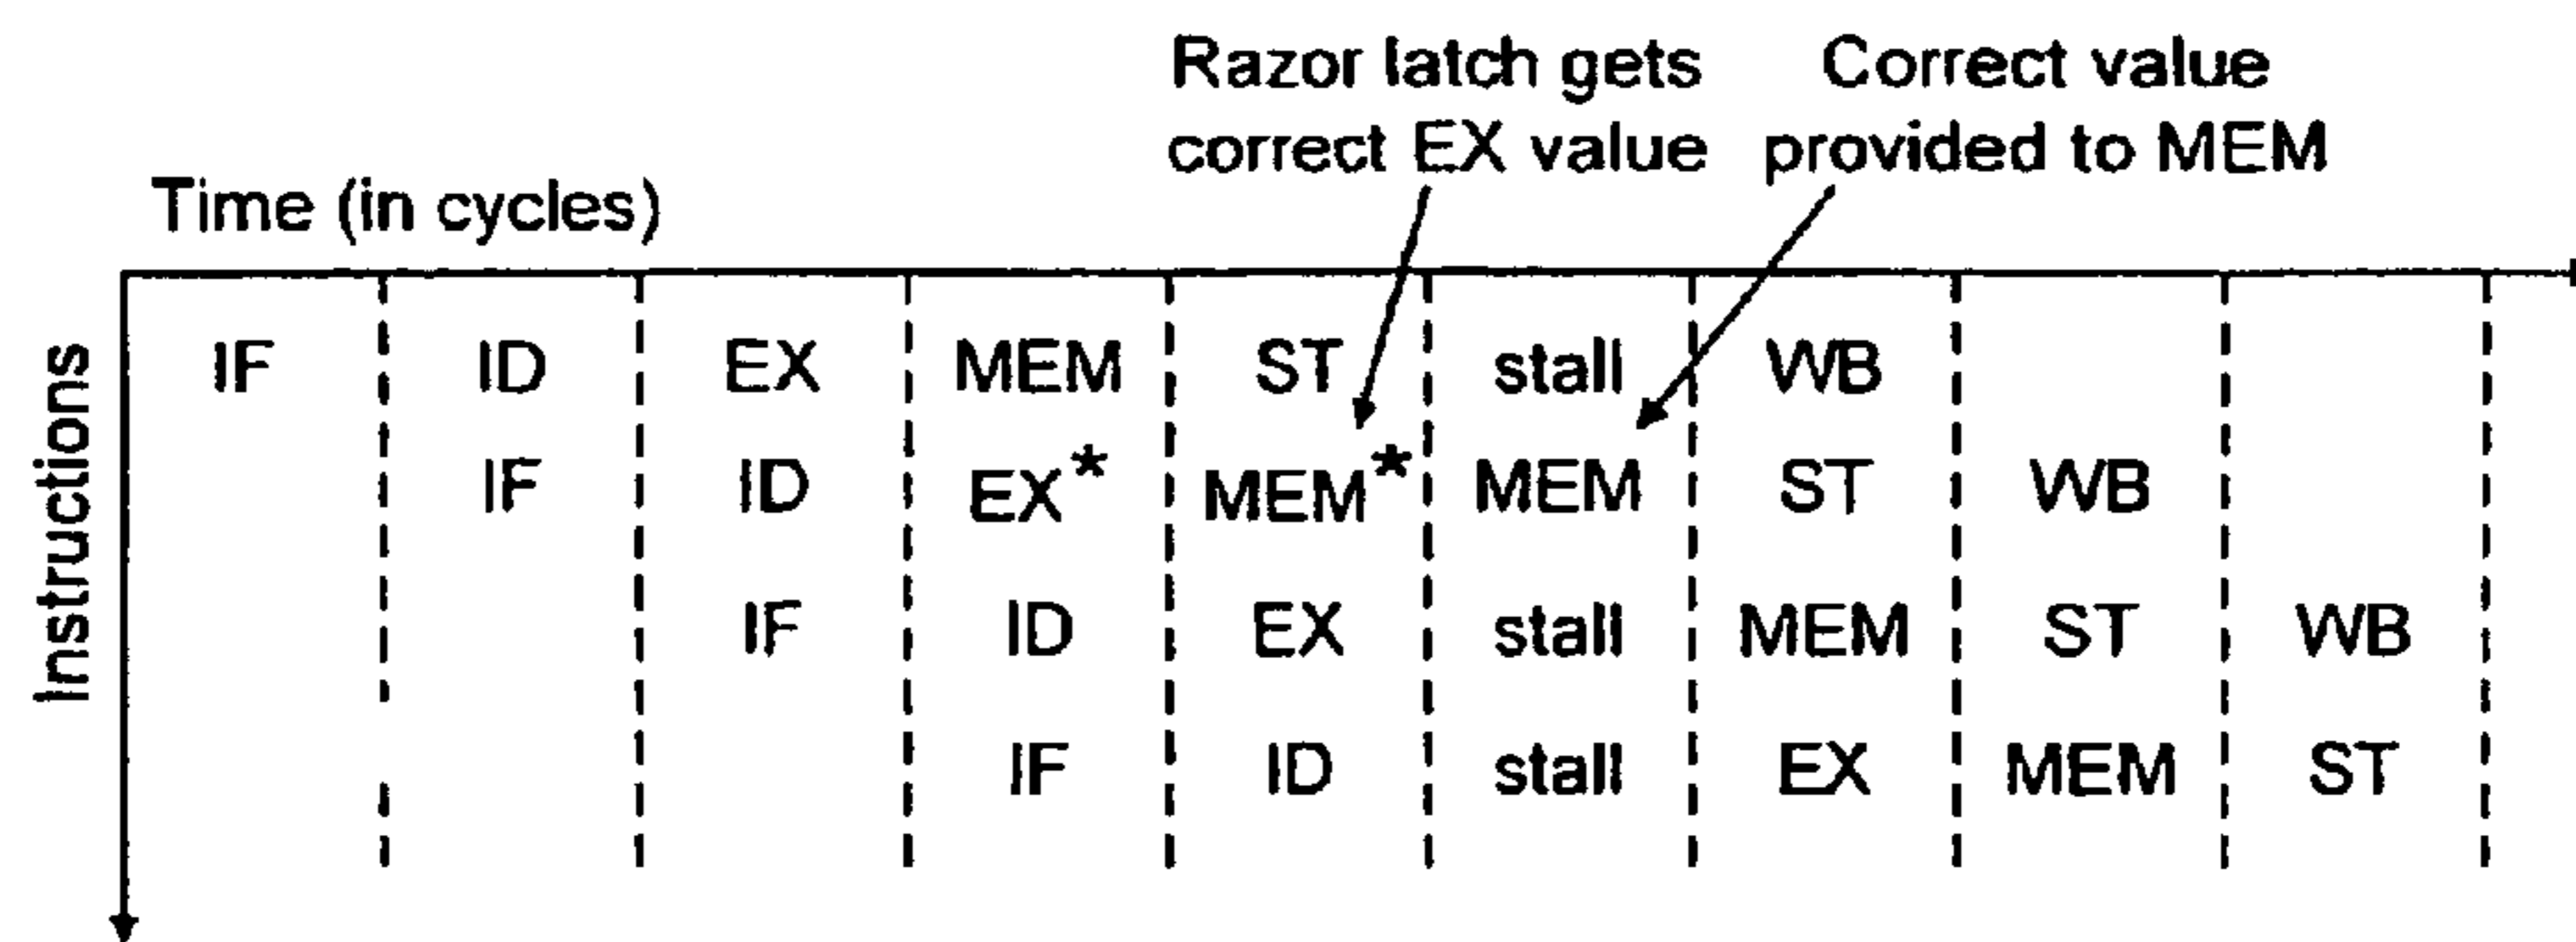 Razor latch gets Correct value
correct EX value provided to MEM
Time (in cycles)
Instructions
IF ID EX MEM ST stall WB
IF ID EX* MEM* MEM ST WB
IF ID EX stall MEM ST WB
IF ID stall EX MEM ST